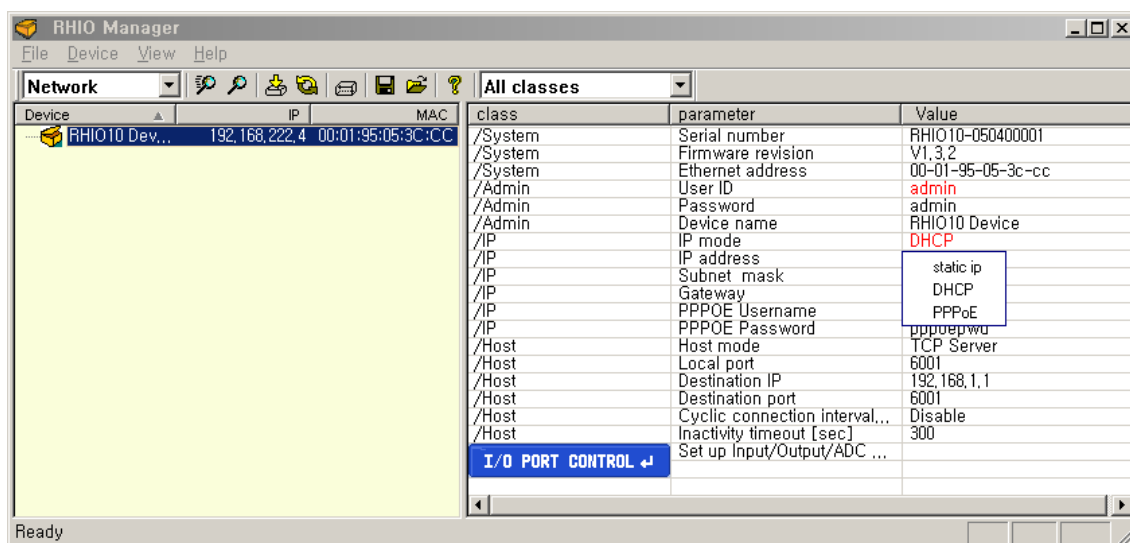 RHIO Manager
File Device View Help
Network All classes
Device IP MAC class parameter Value
RHIO10 Dev... 192,168,222,4 00:01:95:05:3C:CC /System Serial number RHIO10-050400001
/System Firmware revision V1,3,2
/System Ethernet address 00-01-95-05-3c-cc
/Admin User ID admin
/Admin Password admin
/Admin Device name RHIO10 Device
/IP IP mode DHCP
/IP IP address
static ip
/IP Subnet mask
/IP Gateway
DHCP
/IP PPPOE Username
PPPoE
/IP PPPOE Password pppoepwd
/Host Host mode TCP Server
/Host Local port 6001
/Host Destination IP 192,168,1,1
/Host Destination port 6001
/Host Cyclic connection interval... Disable
/Host Inactivity timeout [sec] 300
I/O PORT CONTROL Set up Input/Output/ADC ...
Ready